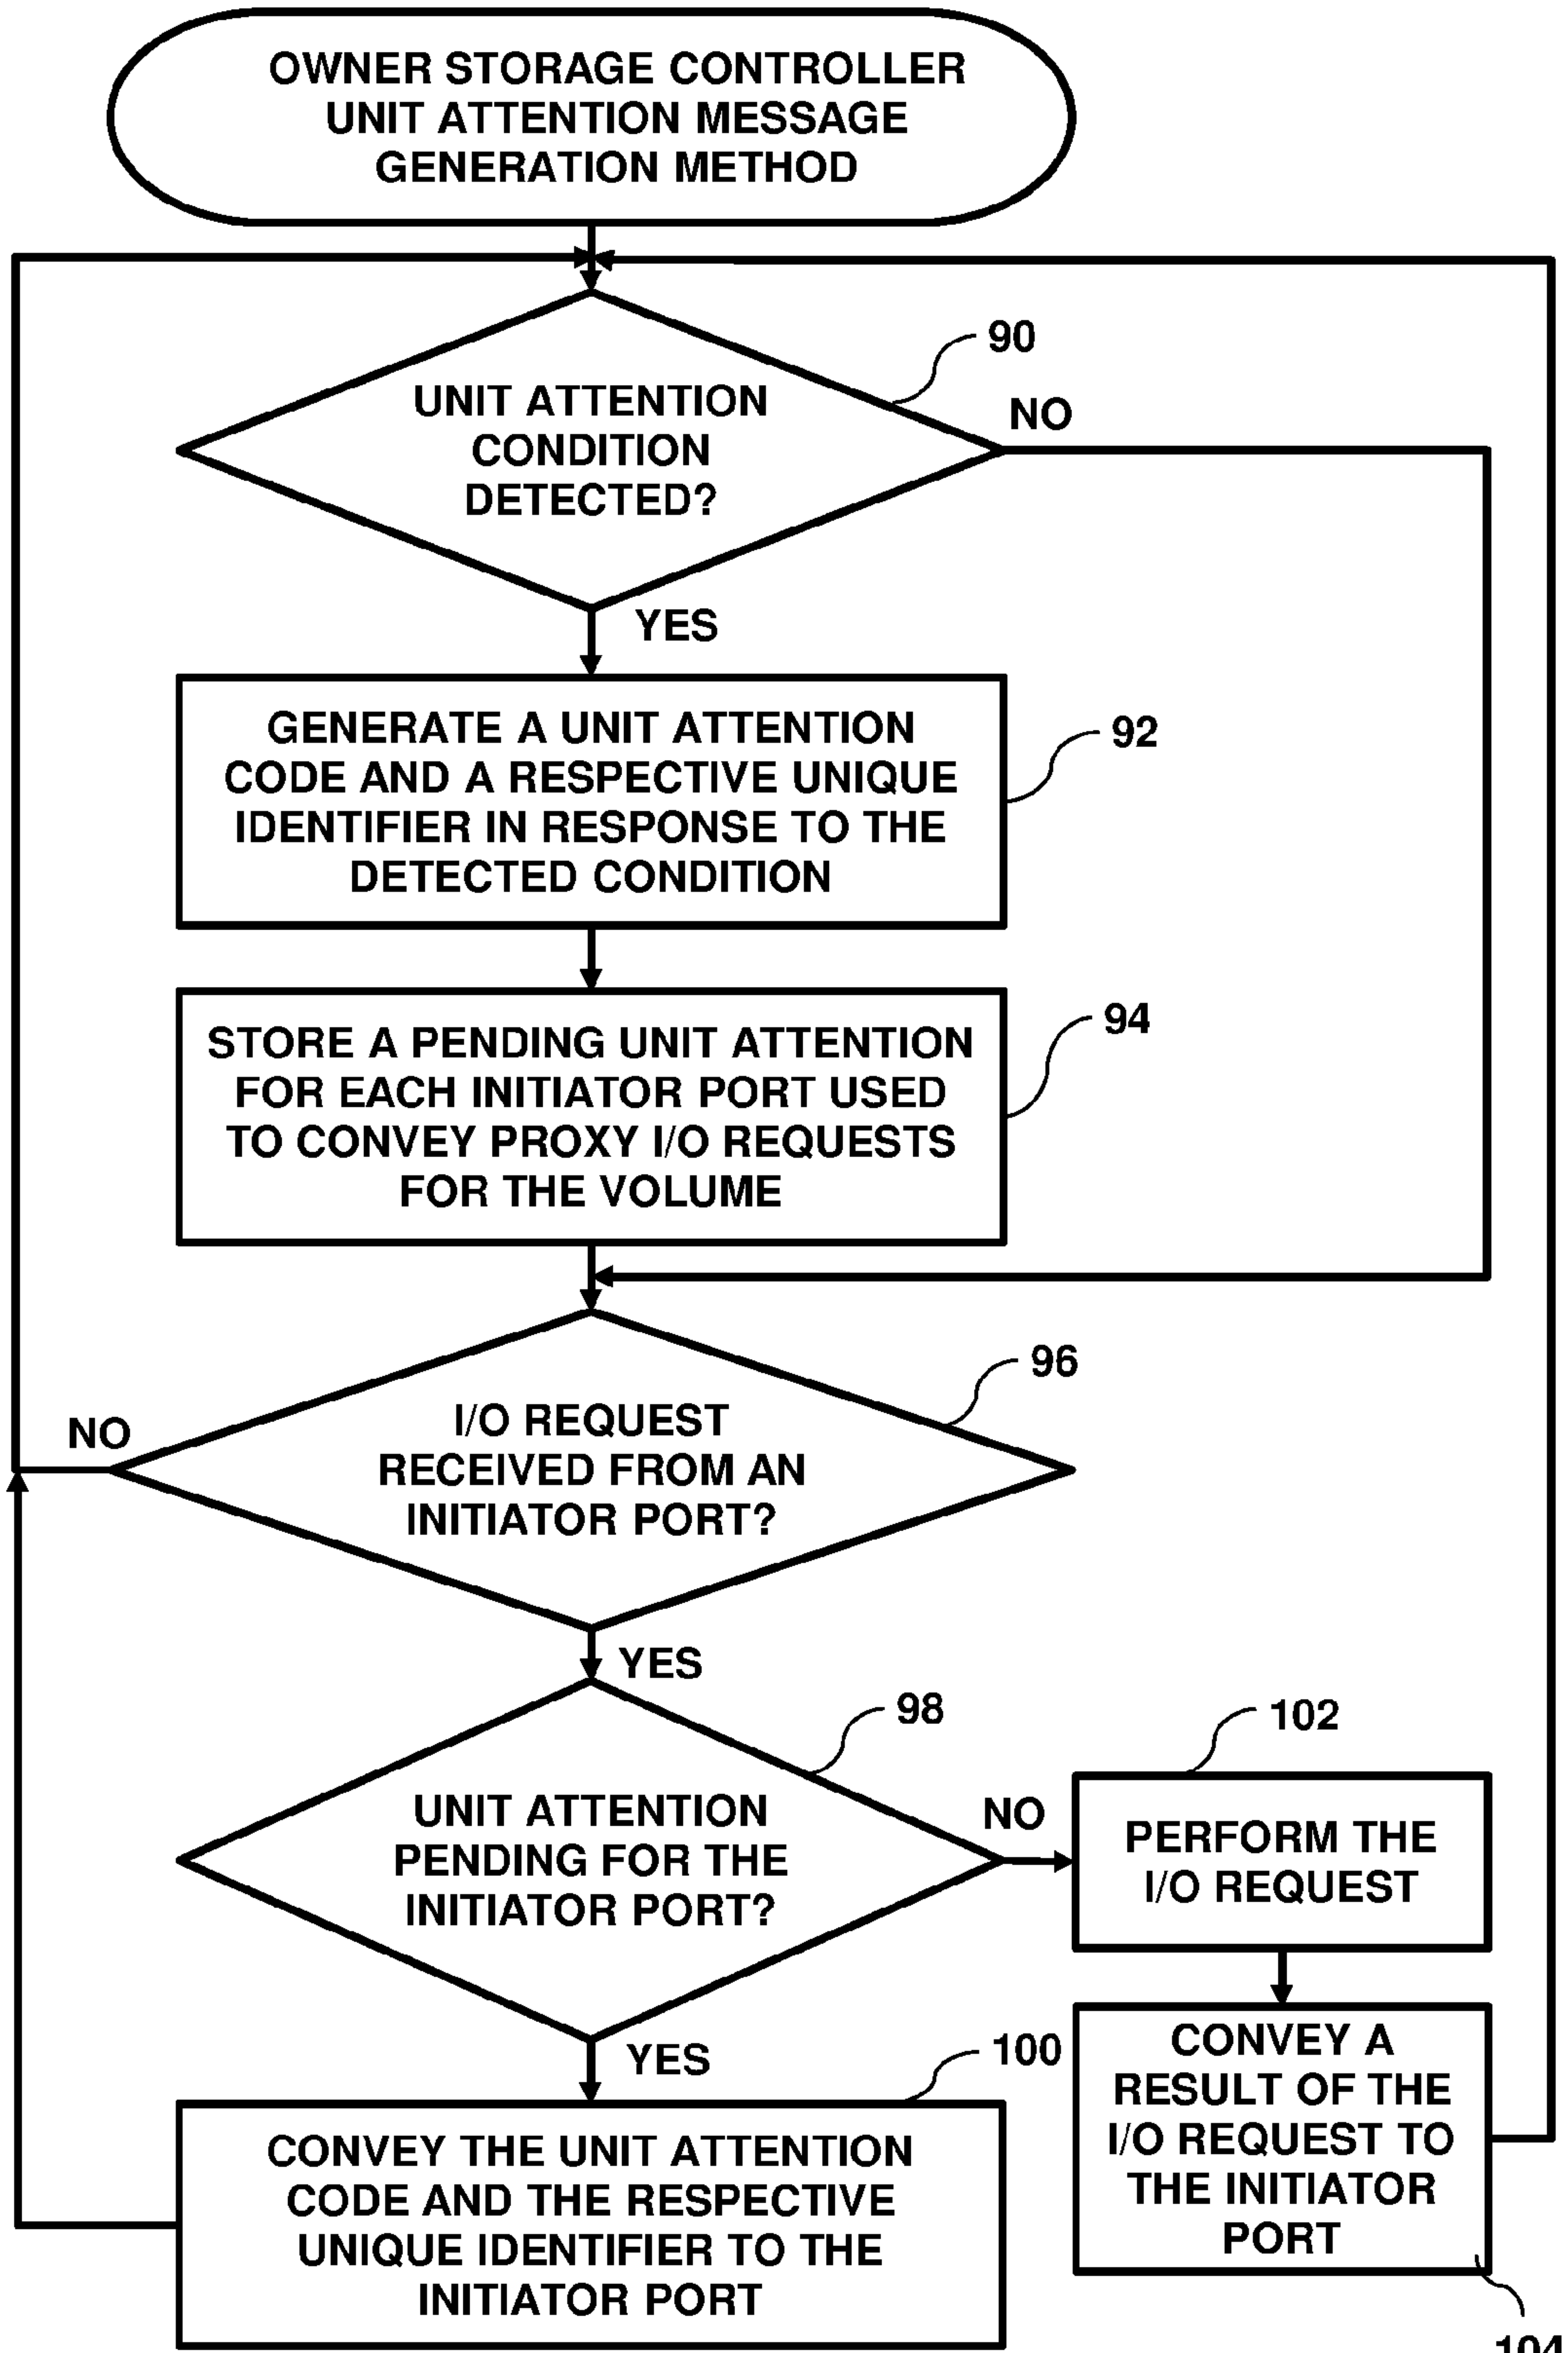 OWNER STORAGE CONTROLLER
UNIT ATTENTION MESSAGE
GENERATION METHOD
90
UNIT ATTENTION
CONDITION
DETECTED?
NO
YES
GENERATE A UNIT ATTENTION
CODE AND A RESPECTIVE UNIQUE
IDENTIFIER IN RESPONSE TO THE
DETECTED CONDITION
92
STORE A PENDING UNIT ATTENTION
FOR EACH INITIATOR PORT USED
TO CONVEY PROXY I/O REQUESTS
FOR THE VOLUME
94
96
I/O REQUEST
RECEIVED FROM AN
INITIATOR PORT?
NO
YES
98
UNIT ATTENTION
PENDING FOR THE
INITIATOR PORT?
NO
102
PERFORM THE
I/O REQUEST
YES
100
CONVEY THE UNIT ATTENTION
CODE AND THE RESPECTIVE
UNIQUE IDENTIFIER TO THE
INITIATOR PORT
CONVEY A
RESULT OF THE
I/O REQUEST TO
THE INITIATOR
PORT
104